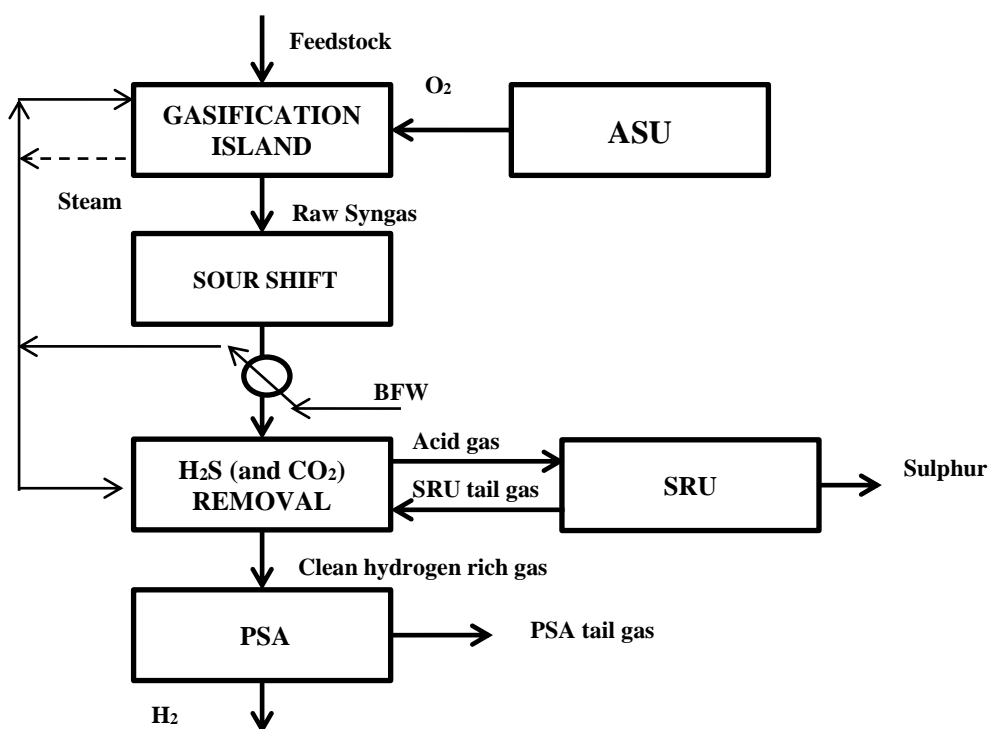 Feedstock
O₂
GASIFICATION
ISLAND
ASU
Steam
Raw Syngas
SOUR SHIFT
BFW
Acid gas
H₂S (and CO₂)
REMOVAL
SRU tail gas
SRU
Sulphur
Clean hydrogen rich gas
PSA
PSA tail gas
H₂